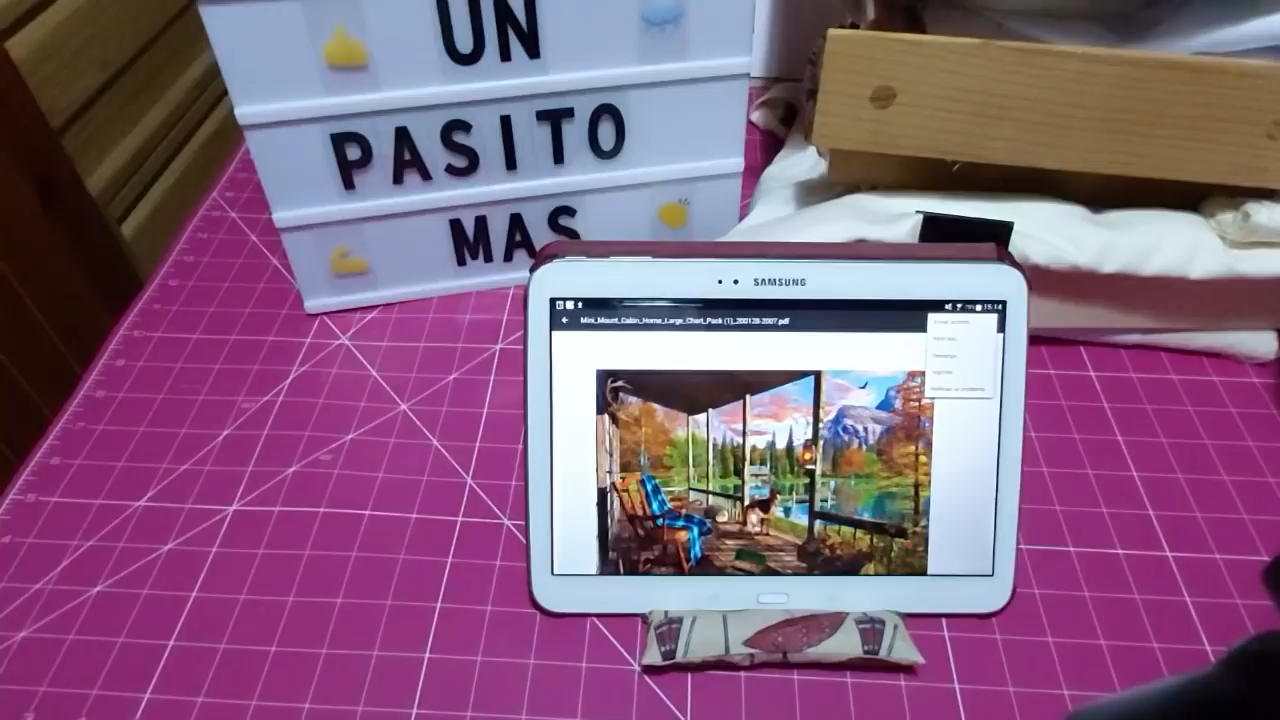 UN
PASITO
MAS
SAMSUNG
15:14
Mini_Mount_Cabin_Home_Large_Chart_Pack (1)_200128-2007.pdf